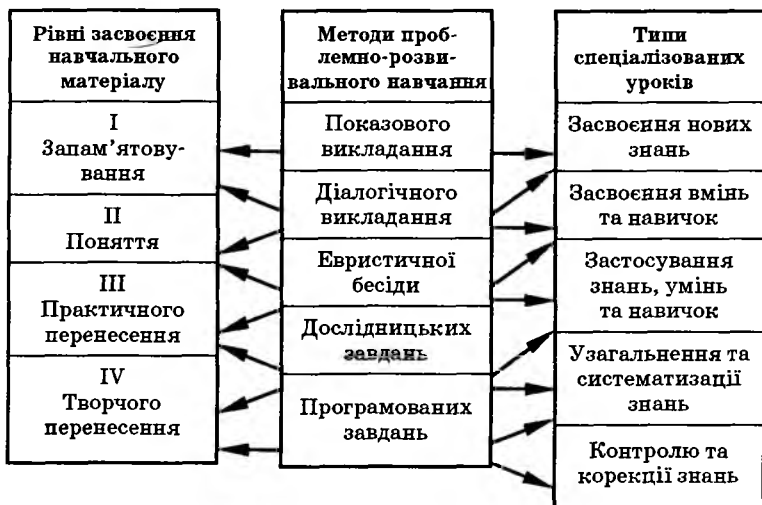 Рівні засвоєння
навчального
матеріалу
I
Запам’ятову-
вання
II
Поняття
III
Практичного
перенесення
IV
Творчого
перенесення
Методи проб-
лемно-розви-
вального навчання
Показового
викладання
Діалогічного
викладання
Евристичної
бесіди
Дослідницьких
завдань
Програмованих
завдань
Типи
спеціалізованих
уроків
Засвоєння нових
знань
Засвоєння вмінь
та навичок
Застосування
знань, умінь
та навичок
Узагальнення та
систематизації
знань
Контролю та
корекції знань